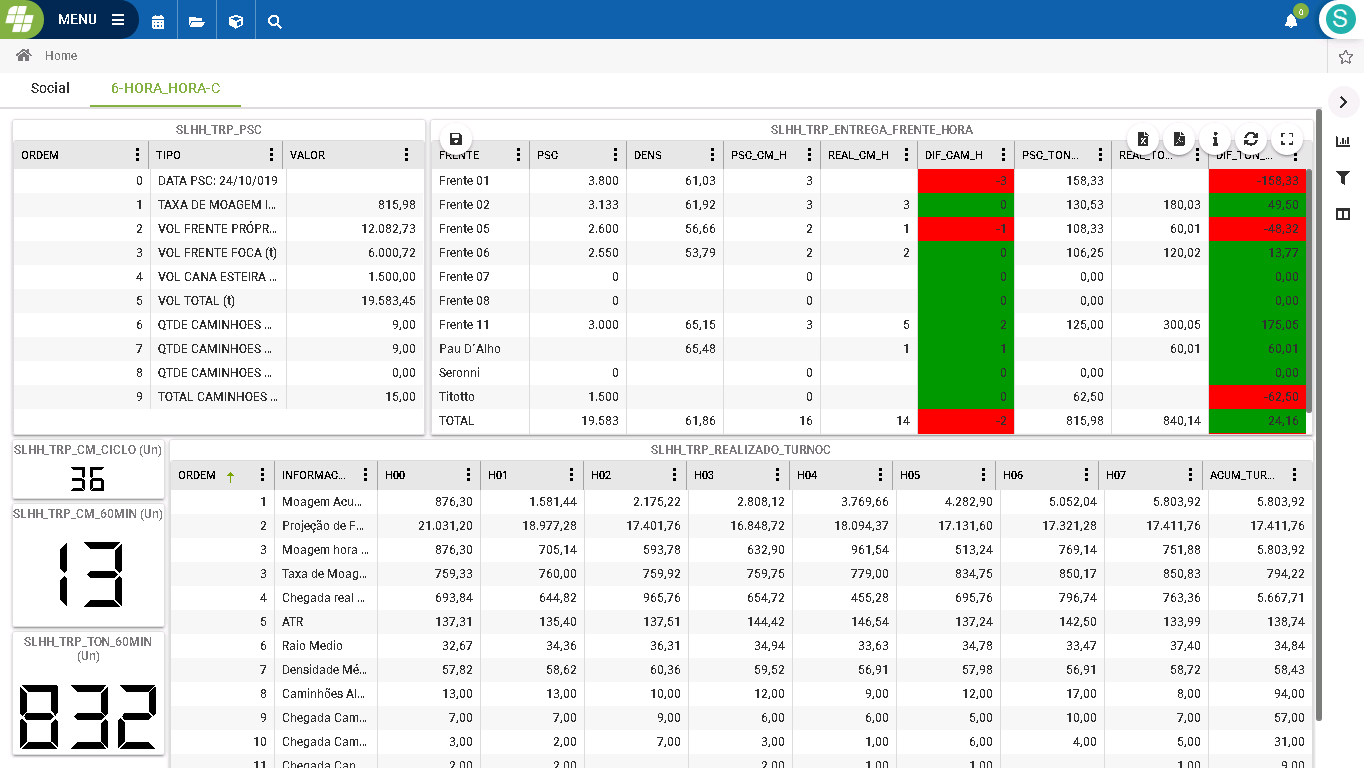 MENU
0
S
Home
Social 6-HORA_HORA-C
SLHH_TRP_PSC
ORDEM TIPO VALOR
0 DATA PSC: 24/10/019
1 TAXA DE MOAGEM I... 815,98
2 VOL FRENTE PRÓPR... 12.082,73
3 VOL FRENTE FOCA (t) 6.000,72
4 VOL CANA ESTEIRA ... 1.500,00
5 VOL TOTAL (t) 19.583,45
6 QTDE CAMINHOES ... 9,00
7 QTDE CAMINHOES ... 9,00
8 QTDE CAMINHOES ... 0,00
9 TOTAL CAMINHOES ... 15,00
SLHH_TRP_ENTREGA_FRENTE_HORA
FRENTE PSC DENS PSC_CM_H REAL_CM_H DIF_CAM_H PSC_TON... REAL_TO... DIF_TON_...
Frente 01 3.800 61,03 3 -3 158,33 -158,33
Frente 02 3.133 61,92 3 3 0 130,53 180,03 49,50
Frente 05 2.600 56,66 2 1 -1 108,33 60,01 -48,32
Frente 06 2.550 53,79 2 2 0 106,25 120,02 13,77
Frente 07 0 0 0 0,00 0,00
Frente 08 0 0 0 0,00 0,00
Frente 11 3.000 65,15 3 5 2 125,00 300,05 175,05
Pau D´Alho 65,48 1 1 60,01 60,01
Seronni 0 0 0,00 0,00
Titotto 1.500 0 0 62,50 -62,50
TOTAL 19.583 61,86 16 14 -2 815,98 840,14 24,16
SLHH_TRP_CM_CICLO (Un)
36
SLHH_TRP_CM_60MIN (Un)
13
SLHH_TRP_TON_60MIN
(Un)
832
SLHH_TRP_REALIZADO_TURNOC
ORDEM INFORMAC... H00 H01 H02 H03 H04 H05 H06 H07 ACUM_TUR...
1 Moagem Acu... 876,30 1.581,44 2.175,22 2.808,12 3.769,66 4.282,90 5.052,04 5.803,92 5.803,92
2 Projeção de F... 21.031,20 18.977,28 17.401,76 16.848,72 18.094,37 17.131,60 17.321,28 17.411,76 17.411,76
3 Moagem hora ... 876,30 705,14 593,78 632,90 961,54 513,24 769,14 751,88 5.803,92
3 Taxa de Moag... 759,33 760,00 759,92 759,75 779,00 834,75 850,17 850,83 794,22
4 Chegada real ... 693,84 644,82 965,76 654,72 455,28 695,76 796,74 763,36 5.667,71
5 ATR 137,31 135,40 137,51 144,42 146,54 137,24 142,50 133,99 138,74
6 Raio Medio 32,67 34,36 36,31 34,94 33,63 34,78 33,47 37,40 34,84
7 Densidade Mé... 57,82 58,62 60,36 59,52 56,91 57,98 56,91 58,72 58,43
8 Caminhões Al... 13,00 13,00 10,00 12,00 9,00 12,00 17,00 8,00 94,00
9 Chegada Cam... 7,00 7,00 9,00 6,00 6,00 5,00 10,00 7,00 57,00
10 Chegada Cam... 3,00 2,00 7,00 3,00 1,00 6,00 4,00 5,00 31,00
11 Chegada Can... 2,00 2,00 2,00 1,00 1,00 1,00 9,00